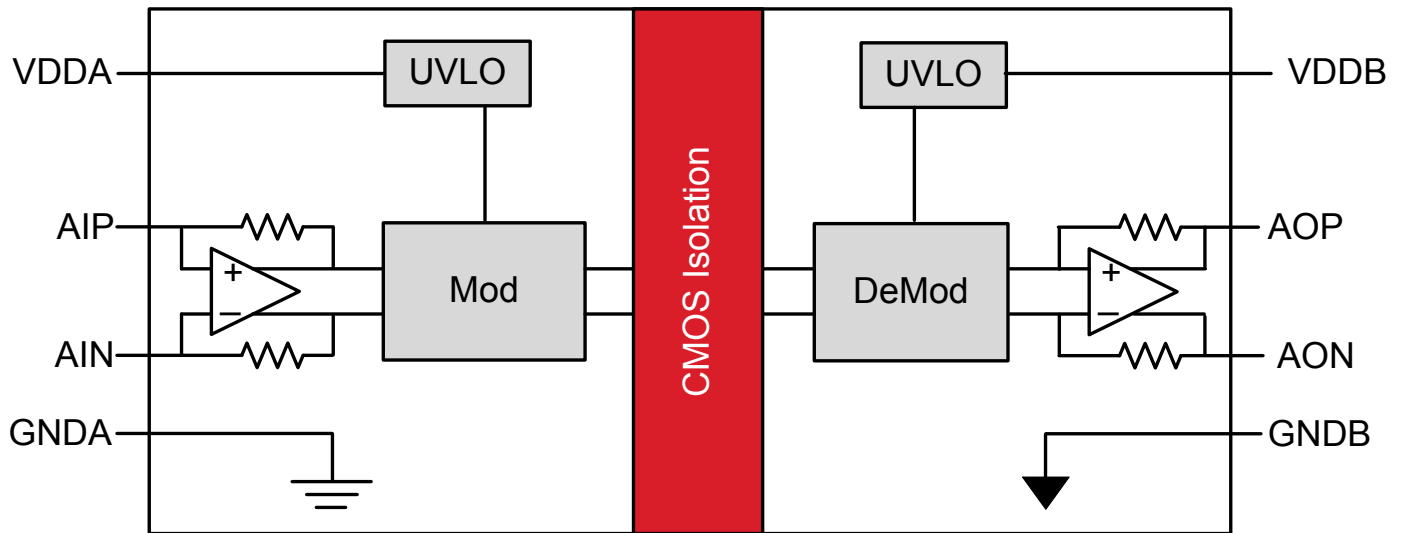 VDDA
UVLO
UVLO
VDDB
AIP
+
Mod
CMOS Isolation
DeMod
+
AOP
−
−
AIN
AON
GNDA
GNDB